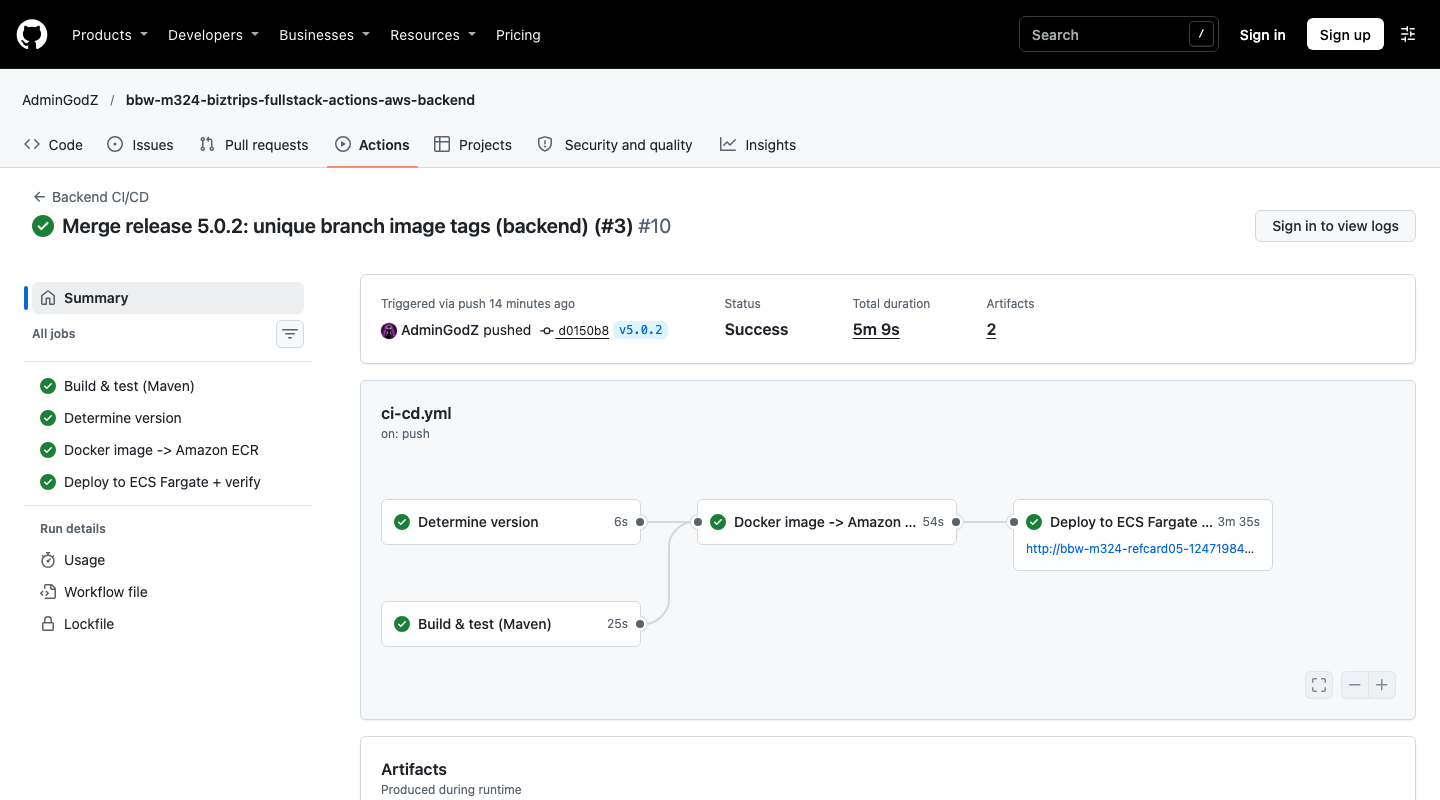 Products Developers Businesses Resources Pricing Search / Sign in Sign up
AdminGodZ / bbw-m324-biztrips-fullstack-actions-aws-backend
Code Issues Pull requests Actions Projects Security and quality Insights
Backend CI/CD
Merge release 5.0.2: unique branch image tags (backend) (#3) #10
Sign in to view logs
Summary
All jobs
Build & test (Maven)
Determine version
Docker image -> Amazon ECR
Deploy to ECS Fargate + verify
Run details
Usage
Workflow file
Lockfile
Triggered via push 14 minutes ago
AdminGodZ pushed d0150b8 v5.0.2
Status
Success
Total duration
5m 9s
Artifacts
2
ci-cd.yml
on: push
Determine version 6s
Docker image -> Amazon ... 54s
Deploy to ECS Fargate ... 3m 35s
http://bbw-m324-refcard05-12471984...
Build & test (Maven) 25s
Artifacts
Produced during runtime